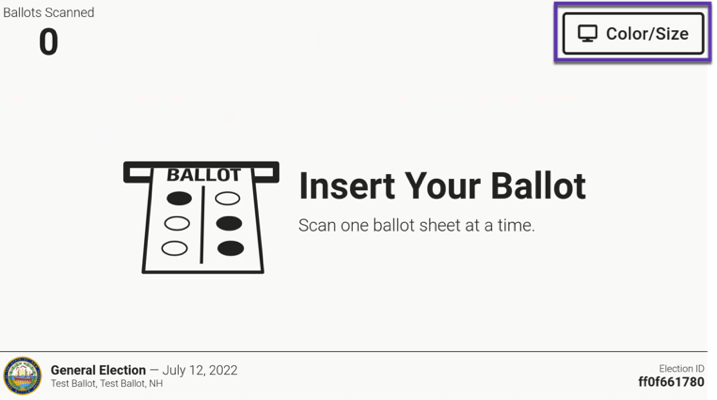 Ballots Scanned
0
Color/Size
BALLOT
Insert Your Ballot
Scan one ballot sheet at a time.
General Election — July 12, 2022
Test Ballot, Test Ballot, NH
Election ID
ff0f661780